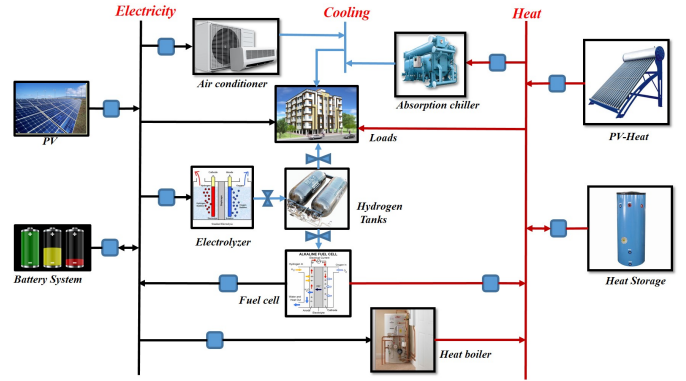 Electricity
Cooling
Heat
Air conditioner
Absorption chiller
PV
Loads
PV-Heat
Electrolyzer
Hydrogen
Tanks
ALKALINE FUEL CELL
Battery System
Fuel cell
Heat Storage
Heat boiler